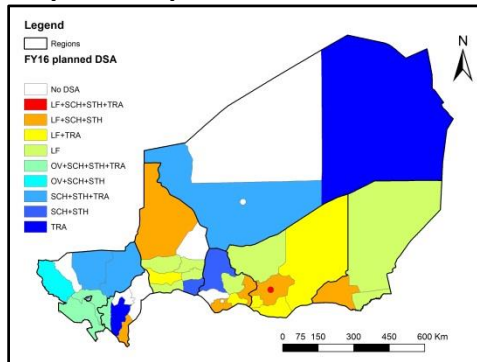 Legend
Regions
FY16 planned DSA
No DSA
LF+SCH+STH+TRA
LF+SCH+STH
LF+TRA
LF
OV+SCH+STH+TRA
OV+SCH+STH
SCH+STH+TRA
SCH+STH
TRA
N
0 75 150 300 450 600 Km